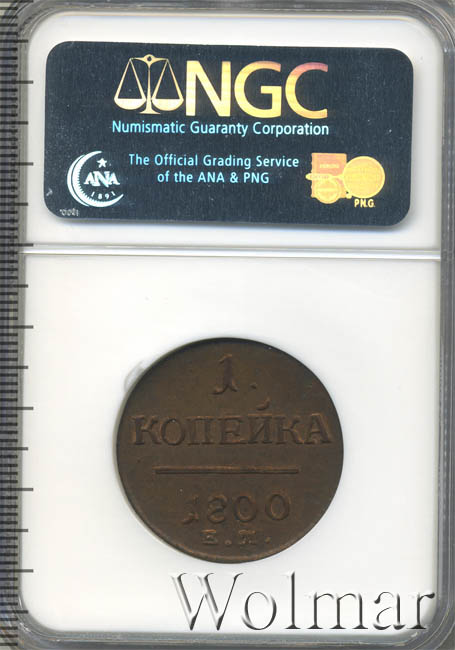 NGC
Numismatic Guaranty Corporation
The Official Grading Service
of the ANA & PNG
ANA
1891
P.N.G.
1.
КОПЕЙКА
1800
Е.М.
Wolmar